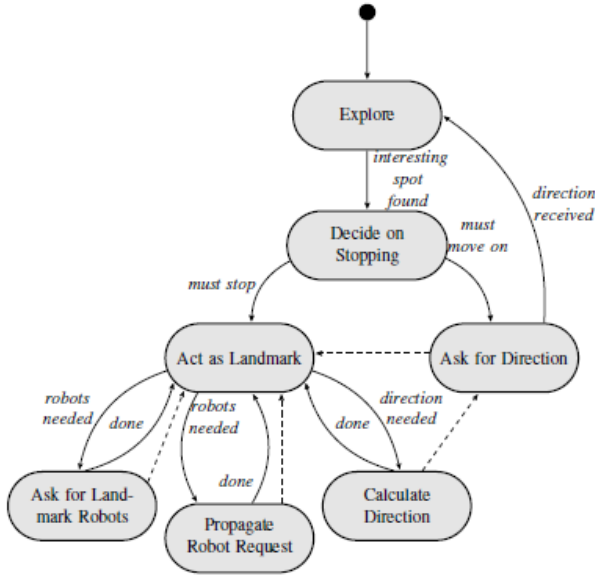 Explore
interesting
spot
found
direction
received
Decide on
Stopping
must
move on
must stop
Act as Landmark
Ask for Direction
robots
needed
done
robots
needed
done
done
direction
needed
Ask for Land-
mark Robots
Propagate
Robot Request
Calculate
Direction